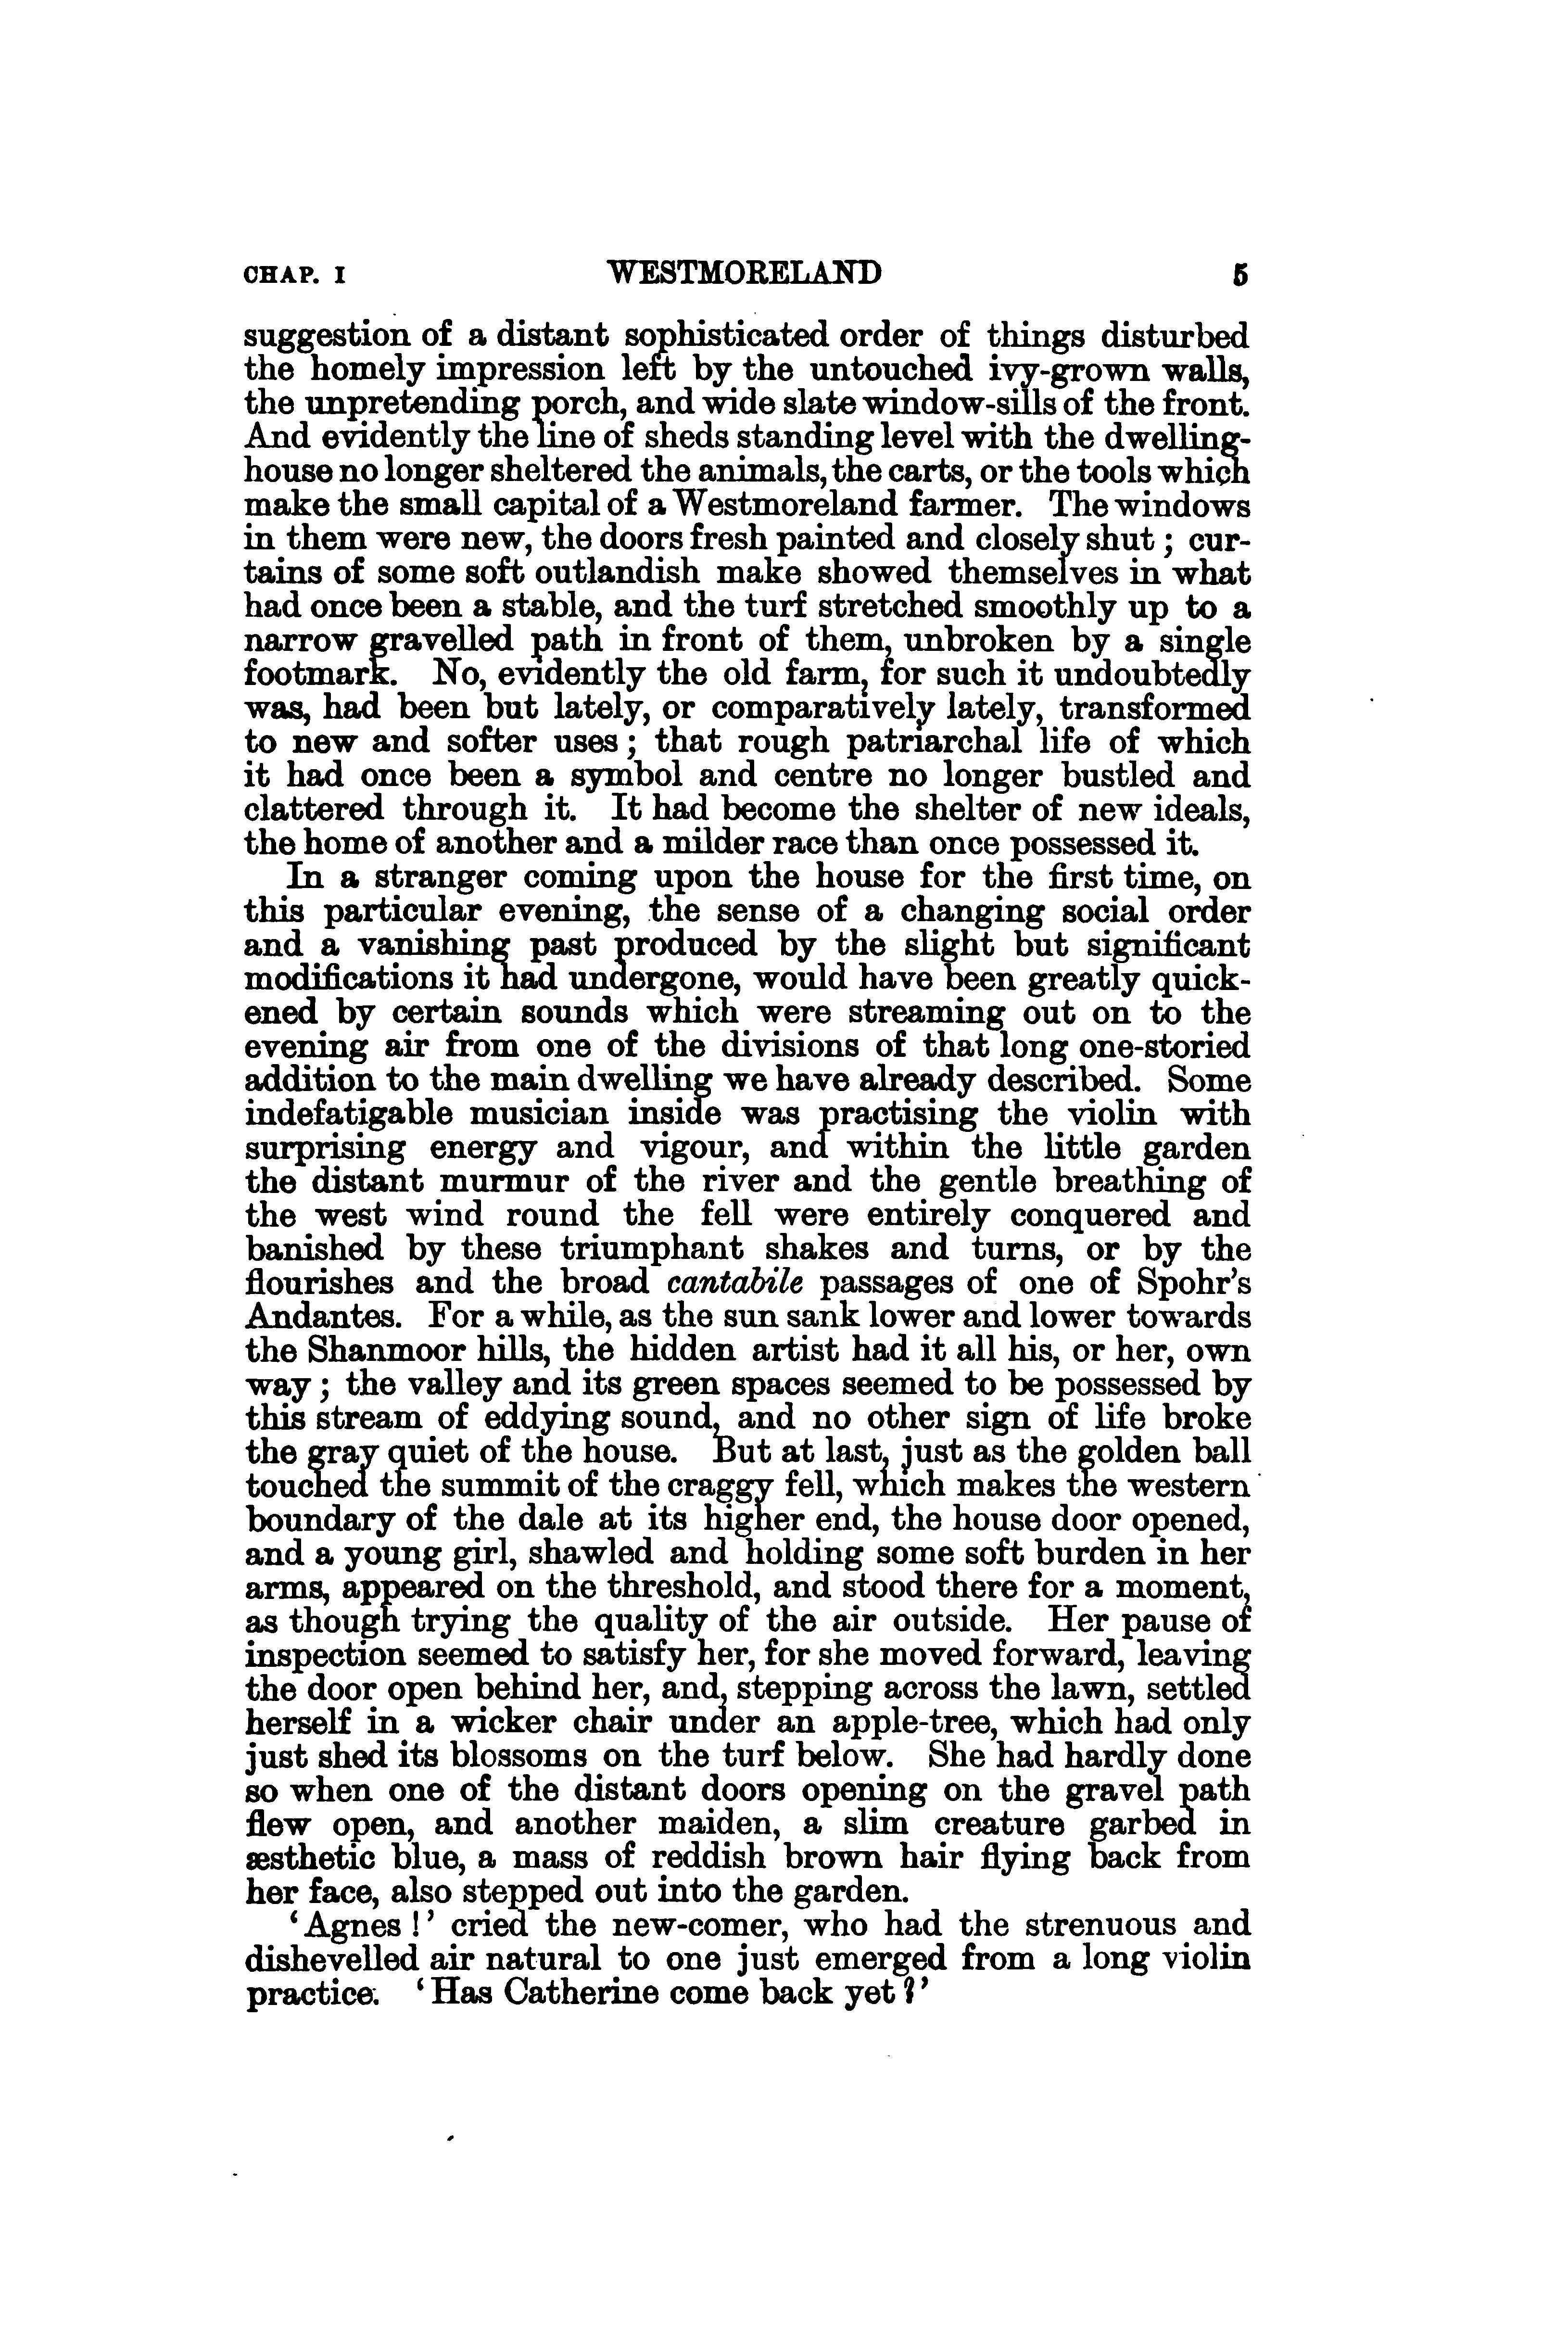 CHAP. I WESTMORELAND 5
suggestion of a distant sophisticated order of things disturbed
the homely impression left by the untouched ivy-grown walls,
the unpretending porch, and wide slate window-sills of the front.
And evidently the line of sheds standing level with the dwelling-
house no longer sheltered the animals, the carts, or the tools which
make the small capital of a Westmoreland farmer. The windows
in them were new, the doors fresh painted and closely shut ; cur-
tains of some soft outlandish make showed themselves in what
had once been a stable, and the turf stretched smoothly up to a
narrow gravelled path in front of them, unbroken by a single
footmark. No, evidently the old farm, for such it undoubtedly
was, had been but lately, or comparatively lately, transformed
to new and softer uses ; that rough patriarchal life of which
it had once been a symbol and centre no longer bustled and
clattered through it. It had become the shelter of new ideals,
the home of another and a milder race than once possessed it.
In a stranger coming upon the house for the first time, on
this particular evening, the sense of a changing social order
and a vanishing past produced by the slight but significant
modifications it had undergone, would have been greatly quick-
ened by certain sounds which were streaming out on to the
evening air from one of the divisions of that long one-storied
addition to the main dwelling we have already described. Some
indefatigable musician inside was practising the violin with
surprising energy and vigour, and within the little garden
the distant murmur of the river and the gentle breathing of
the west wind round the fell were entirely conquered and
banished by these triumphant shakes and turns, or by the
flourishes and the broad cantabile passages of one of Spohr's
Andantes. For a while, as the sun sank lower and lower towards
the Shanmoor hills, the hidden artist had it all his, or her, own
way ; the valley and its green spaces seemed to be possessed by
this stream of eddying sound, and no other sign of life broke
the gray quiet of the house. But at last, just as the golden ball
touched the summit of the craggy fell, which makes the western
boundary of the dale at its higher end, the house door opened,
and a young girl, shawled and holding some soft burden in her
arms, appeared on the threshold, and stood there for a moment,
as though trying the quality of the air outside. Her pause of
inspection seemed to satisfy her, for she moved forward, leaving
the door open behind her, and, stepping across the lawn, settled
herself in a wicker chair under an apple-tree, which had only
just shed its blossoms on the turf below. She had hardly done
so when one of the distant doors opening on the gravel path
flew open, and another maiden, a slim creature garbed in
æsthetic blue, a mass of reddish brown hair flying back from
her face, also stepped out into the garden.
‘Agnes !’ cried the new-comer, who had the strenuous and
dishevelled air natural to one just emerged from a long violin
practice. ‘Has Catherine come back yet ?’